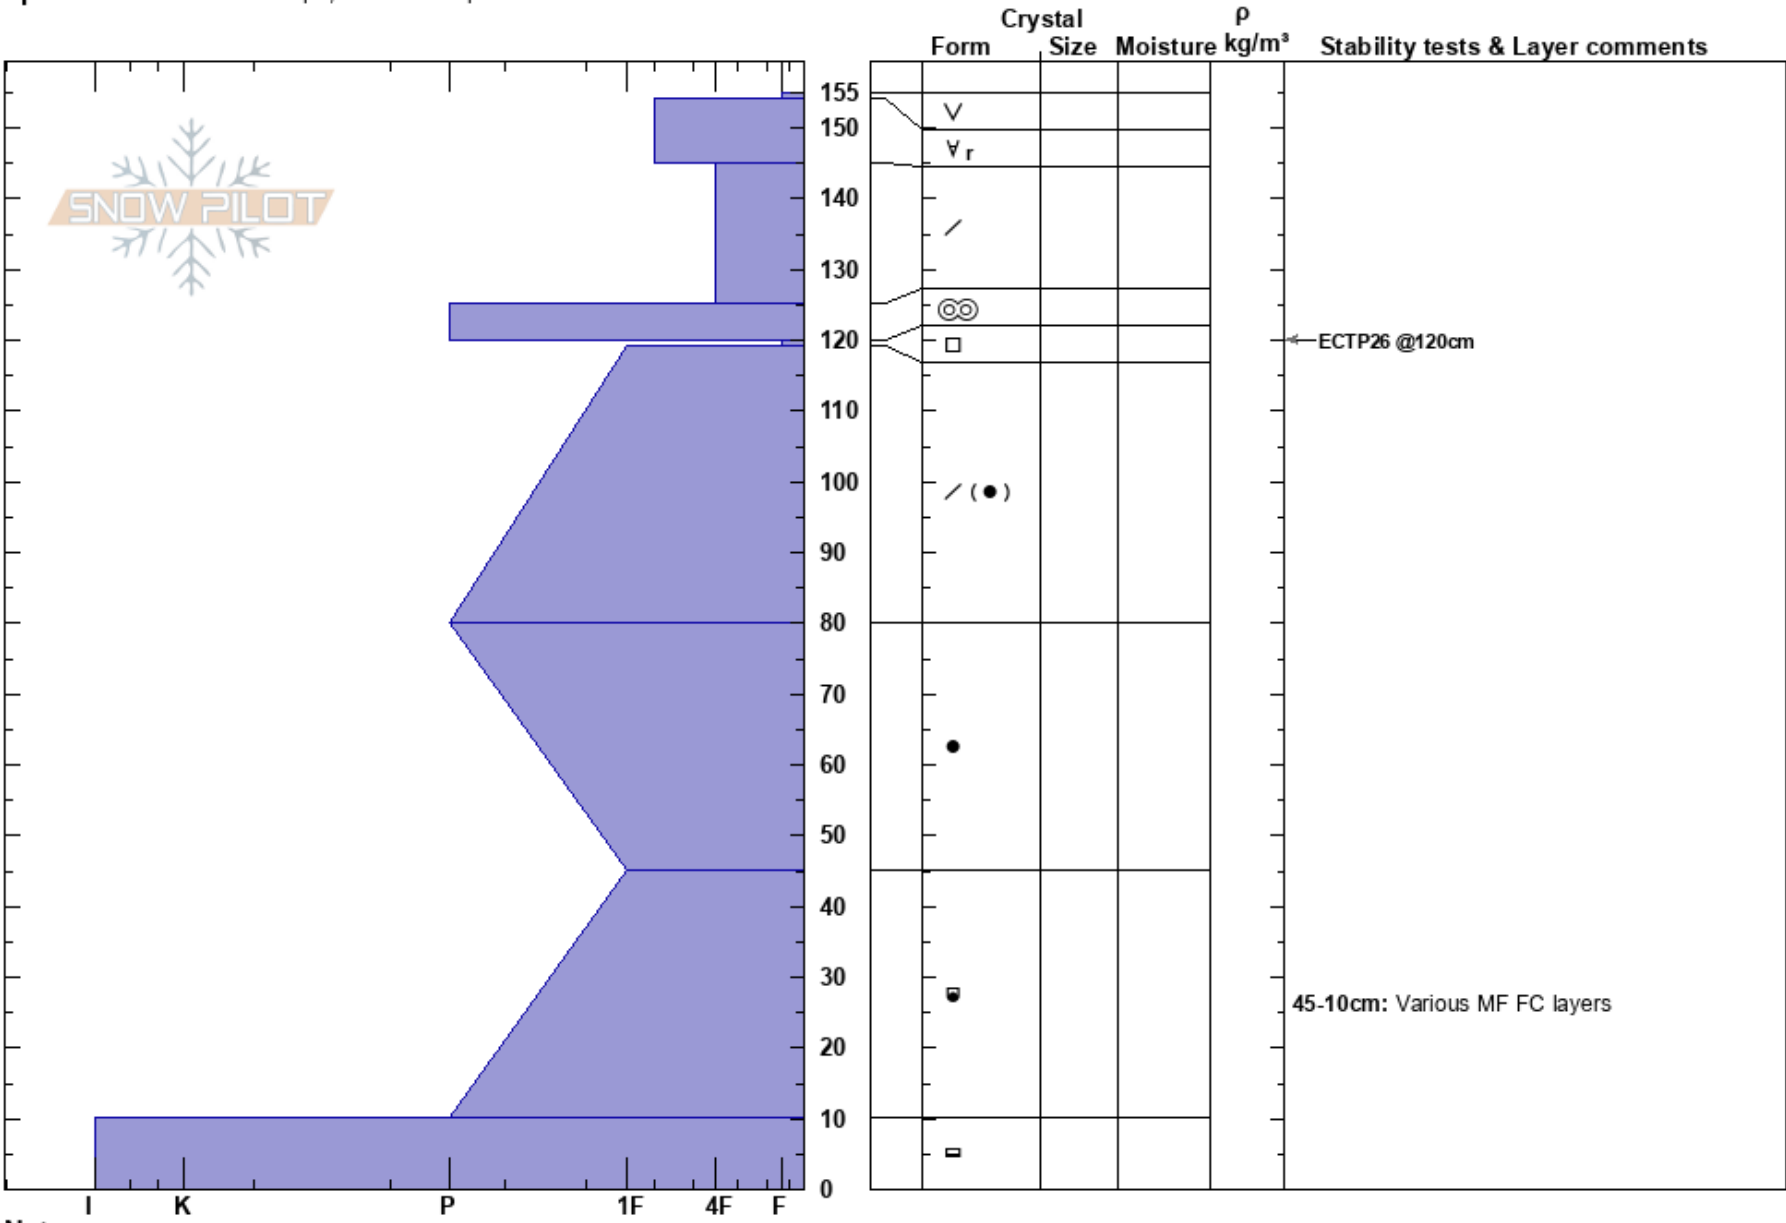 Crystal ρ
Form Size Moisture kg/m³ Stability tests & Layer comments
155
150
r
SNOW PILOT
140
130
120
ECTP26 @120cm
110
100
( ● )
90
80
70
60
50
40
30
45-10cm: Various MF FC layers
20
10
0
I K P 1F 4F F